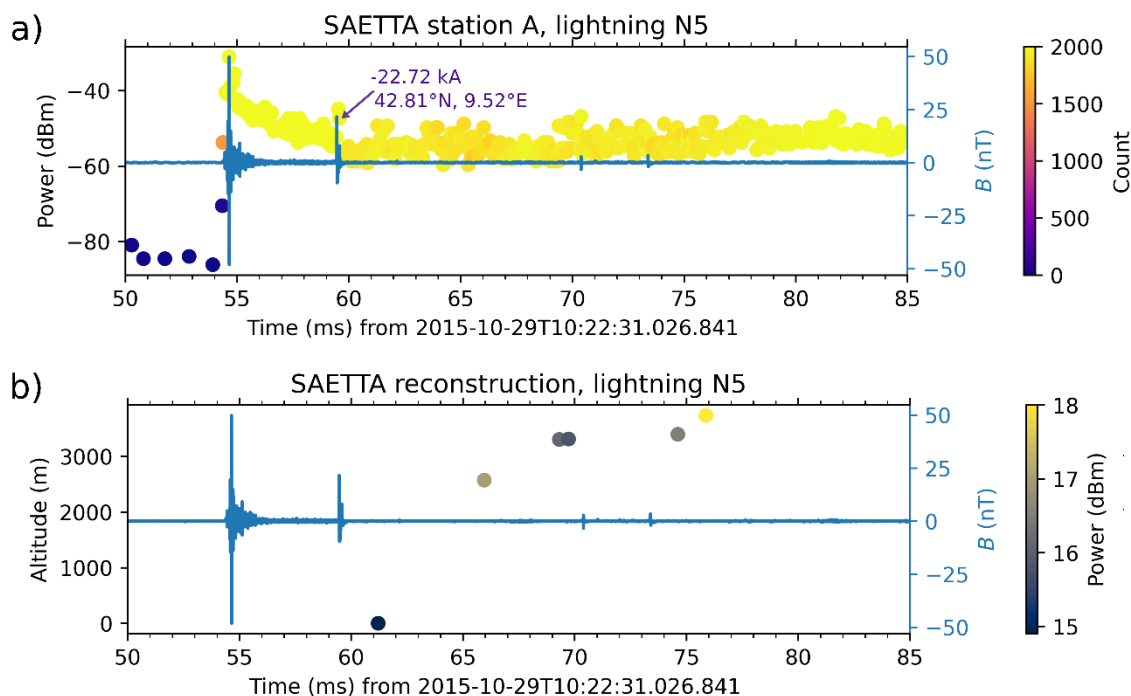 a)
SAETTA station A, lightning N5
-22.72 kA
42.81°N, 9.52°E
Power (dBm)
−40
−60
−80
50
25
0
−25
−50
B (nT)
2000
1500
1000
500
0
Count
50 55 60 65 70 75 80 85
Time (ms) from 2015-10-29T10:22:31.026.841
b)
SAETTA reconstruction, lightning N5
Altitude (m)
3000
2000
1000
0
50
25
0
−25
−50
B (nT)
18
17
16
15
Power (dBm)
50 55 60 65 70 75 80 85
Time (ms) from 2015-10-29T10:22:31.026.841